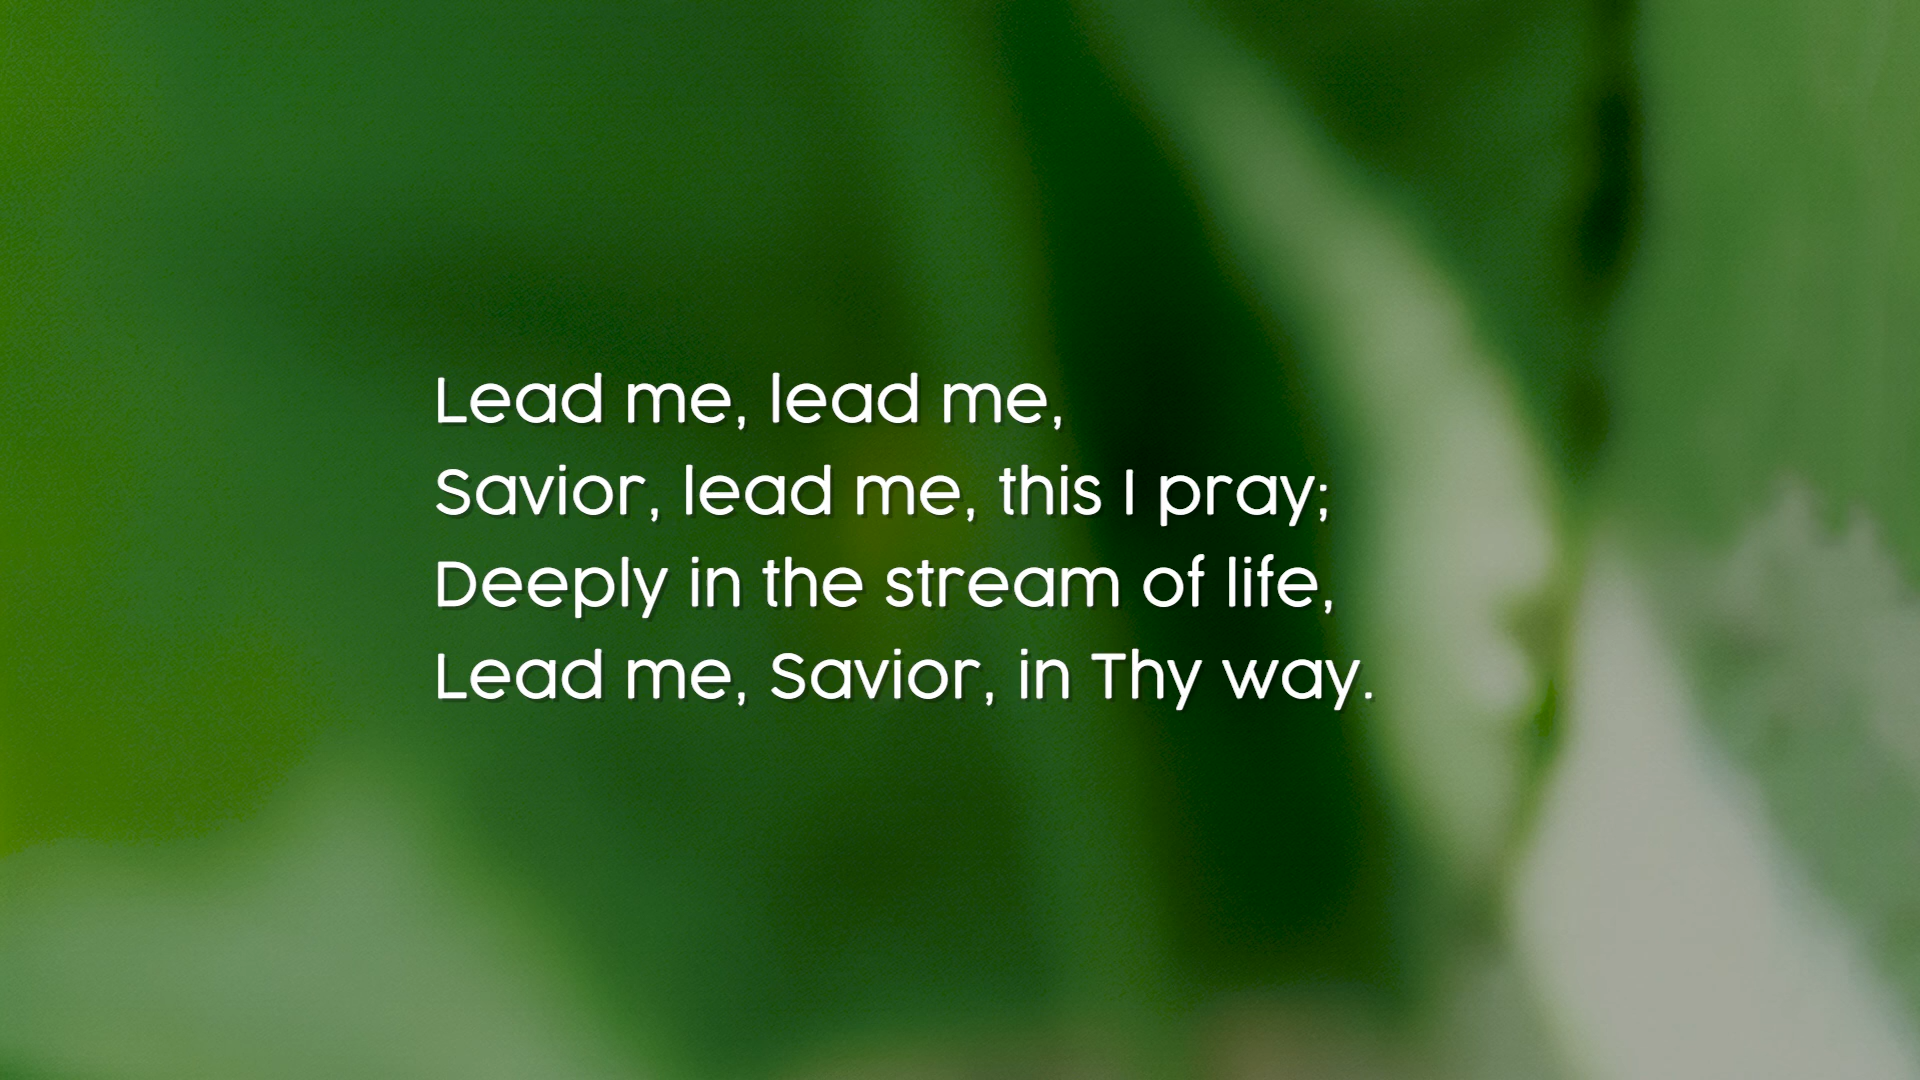 Lead me, lead me,
Savior, lead me, this I pray;
Deeply in the stream of life,
Lead me, Savior, in Thy way.